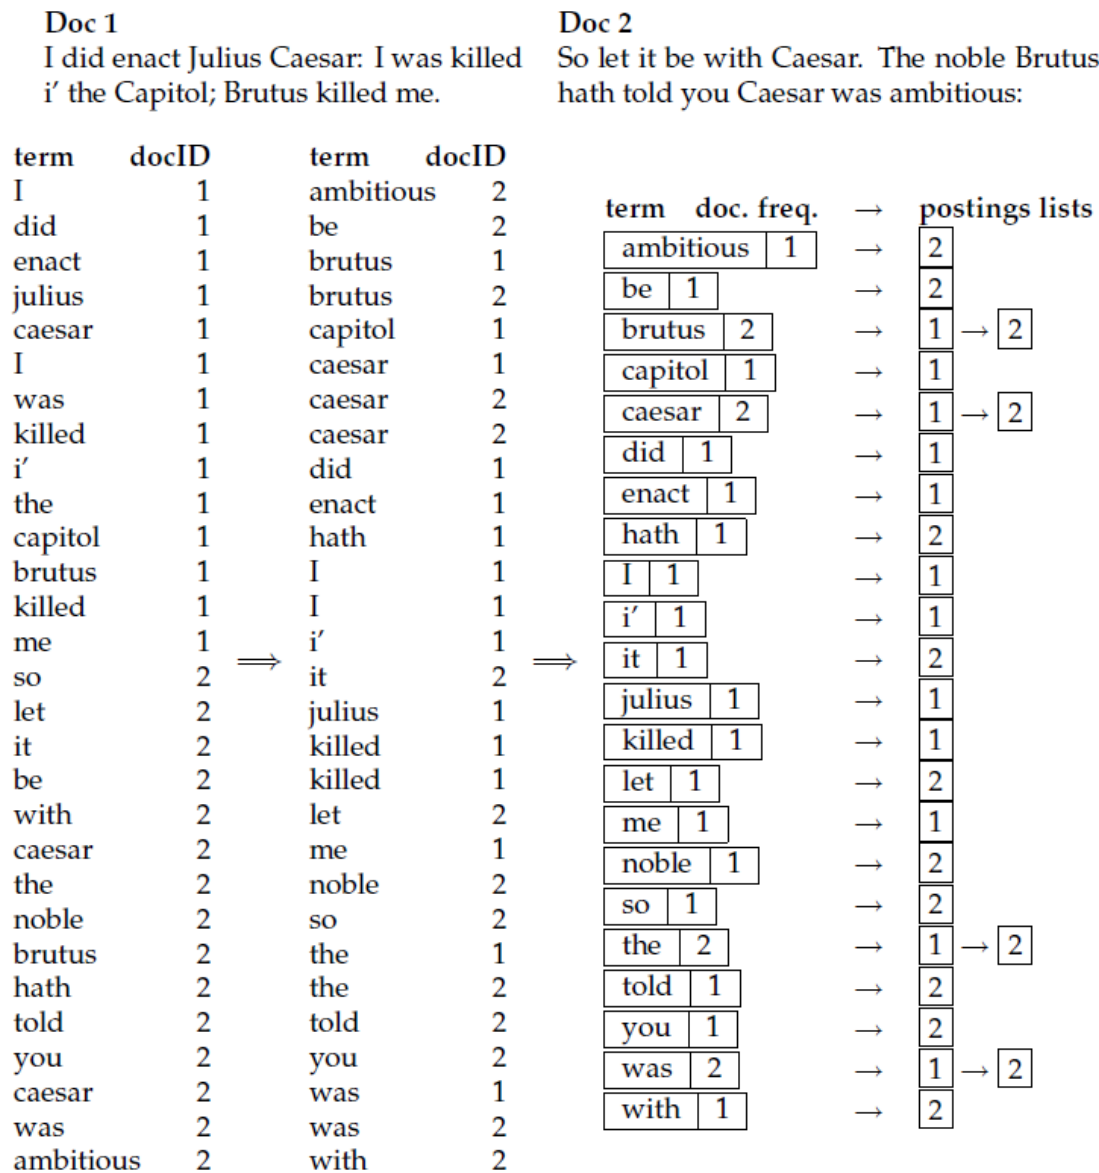 Doc 1
I did enact Julius Caesar: I was killed
i′ the Capitol; Brutus killed me.
Doc 2
So let it be with Caesar. The noble Brutus
hath told you Caesar was ambitious:
term docID
I 1
did 1
enact 1
julius 1
caesar 1
I 1
was 1
killed 1
i′ 1
the 1
capitol 1
brutus 1
killed 1
me 1
so 2
let 2
it 2
be 2
with 2
caesar 2
the 2
noble 2
brutus 2
hath 2
told 2
you 2
caesar 2
was 2
ambitious 2
⟹
term docID
ambitious 2
be 2
brutus 1
brutus 2
capitol 1
caesar 1
caesar 2
caesar 2
did 1
enact 1
hath 1
I 1
I 1
i′ 1
it 2
julius 1
killed 1
killed 1
let 2
me 1
noble 2
so 2
the 1
the 2
told 2
you 2
was 1
was 2
with 2
⟹
term doc. freq. → postings lists
ambitious 1 → 2
be 1 → 2
brutus 2 → 1 → 2
capitol 1 → 1
caesar 2 → 1 → 2
did 1 → 1
enact 1 → 1
hath 1 → 2
I 1 → 1
i′ 1 → 1
it 1 → 2
julius 1 → 1
killed 1 → 1
let 1 → 2
me 1 → 1
noble 1 → 2
so 1 → 2
the 2 → 1 → 2
told 1 → 2
you 1 → 2
was 2 → 1 → 2
with 1 → 2